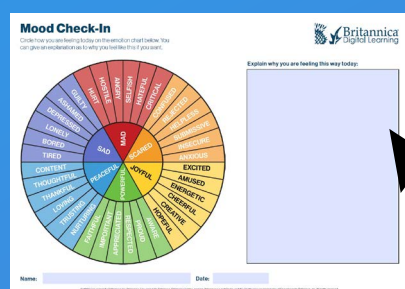 Mood Check-In
Britannica
Digital Learning
Circle how you are feeling today on the emotion chart below. You
can give an explanation as to why you feel like this if you want.
Explain why you are feeling this way today:
MAD
HURT
HOSTILE
ANGRY
SELFISH
HATEFUL
CRITICAL
SCARED
CONFUSED
REJECTED
HELPLESS
SUBMISSIVE
INSECURE
ANXIOUS
JOYFUL
EXCITED
AMUSED
ENERGETIC
CHEERFUL
CREATIVE
HOPEFUL
POWERFUL
PROUD
RESPECTED
APPRECIATED
IMPORTANT
FAITHFUL
PEACEFUL
NURTURING
TRUSTING
LOVING
THANKFUL
THOUGHTFUL
CONTENT
SAD
TIRED
BORED
LONELY
DEPRESSED
ASHAMED
GUILTY
Name:
Date: